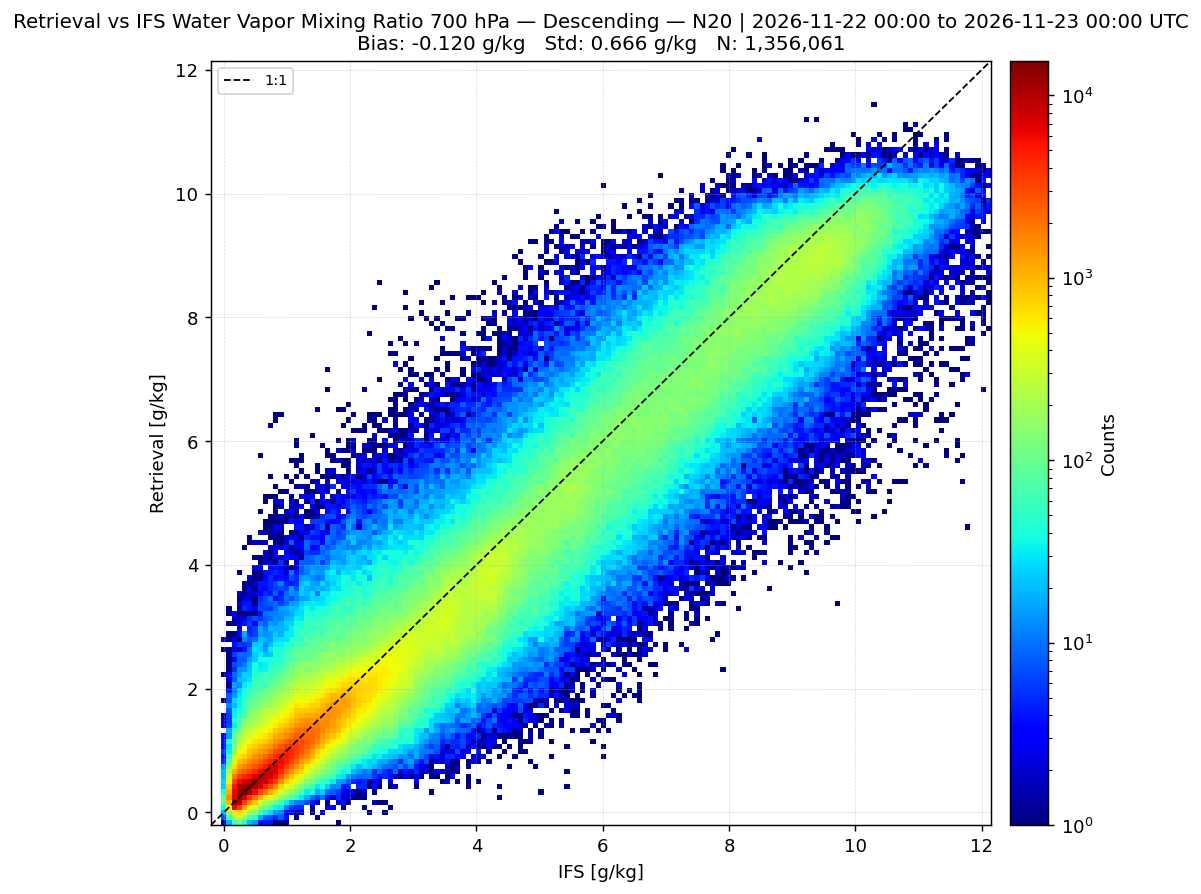 Retrieval vs IFS Water Vapor Mixing Ratio 700 hPa — Descending — N20 | 2026-11-22 00:00 to 2026-11-23 00:00 UTC
Bias: -0.120 g/kg   Std: 0.666 g/kg   N: 1,356,061
1:1
12
10
8
6
4
2
0
Retrieval [g/kg]
0 2 4 6 8 10 12
IFS [g/kg]
10⁴
10³
10²
10¹
10⁰
Counts